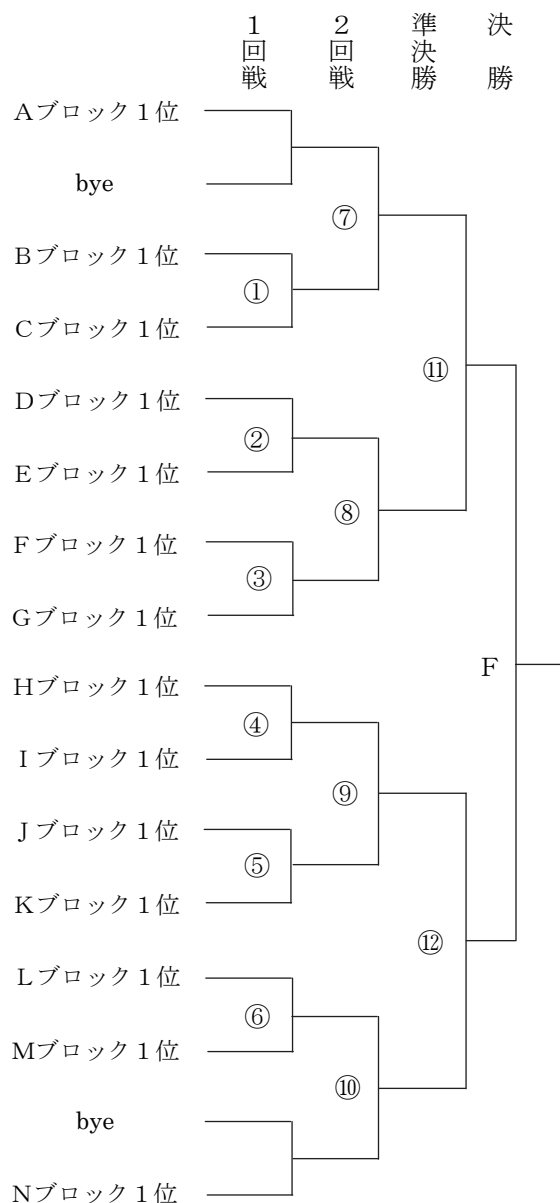 1回戦
2回戦
準決勝
決　勝
Aブロック1位
bye
Bブロック1位
Cブロック1位
Dブロック1位
Eブロック1位
Fブロック1位
Gブロック1位
Hブロック1位
Iブロック1位
Jブロック1位
Kブロック1位
Lブロック1位
Mブロック1位
bye
Nブロック1位
①
②
③
④
⑤
⑥
⑦
⑧
⑨
⑩
⑪
⑫
F